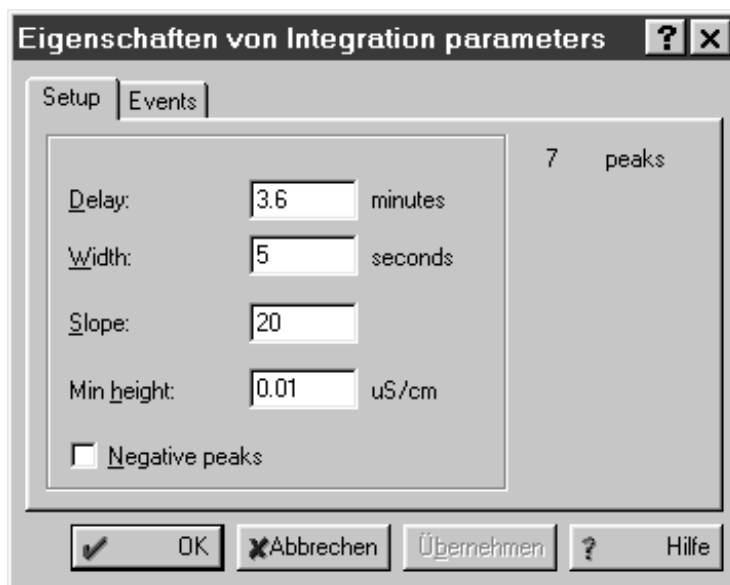 Eigenschaften von Integration parameters ? ×
Setup Events
7 peaks
Delay: 3.6 minutes
Width: 5 seconds
Slope: 20
Min height: 0.01 uS/cm
Negative peaks
OK Abbrechen Übernehmen ? Hilfe